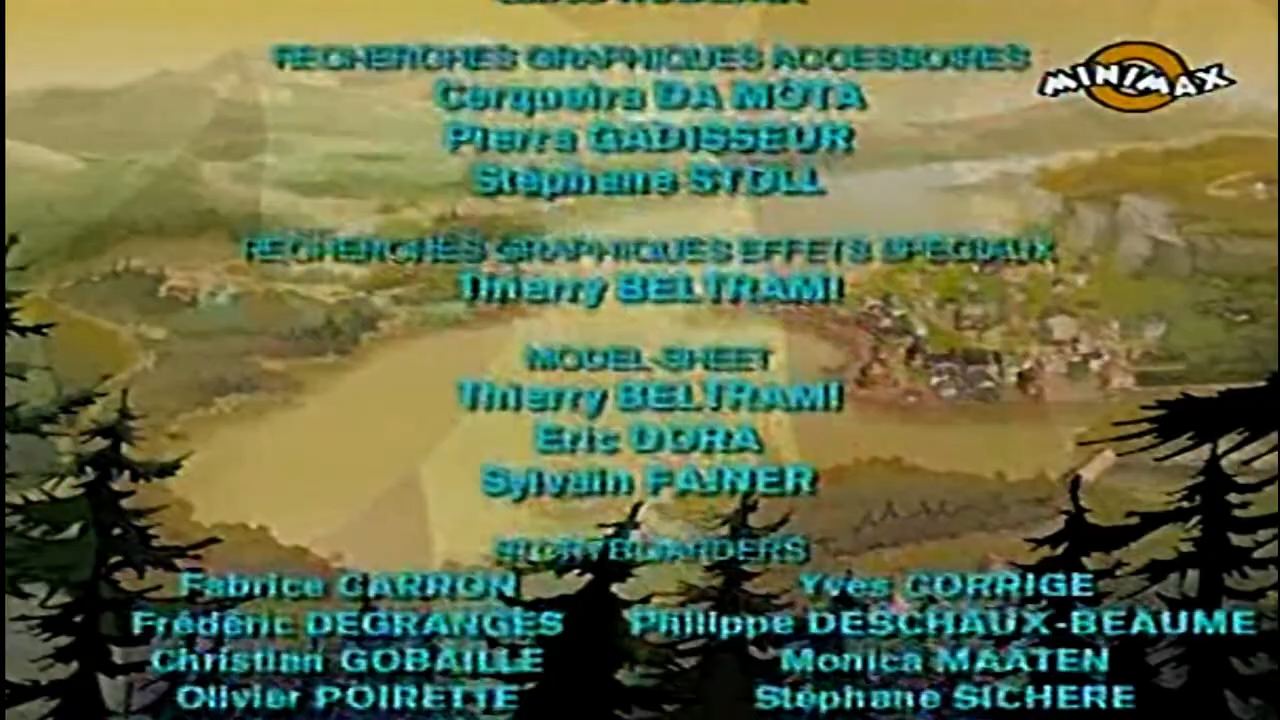 RECHERCHES GRAPHIQUES ACCESSOIRES
MINIMAX
Cerqueira DA MOTA
Pierre GADISSEUR
Stéphane STOLL
RECHERCHES GRAPHIQUES EFFETS SPECIAUX
Thierry BELTRAMI
MODEL-SHEET
Thierry BELTRAMI
Eric DORA
Sylvain FAINER
STORYBOARDERS
Fabrice CARRON Yves CORRIGE
Frédéric DEGRANGES Philippe DESCHAUX-BEAUME
Christian GOBAILLE Monica MAATEN
Olivier POIRETTE Stéphane SICHERE